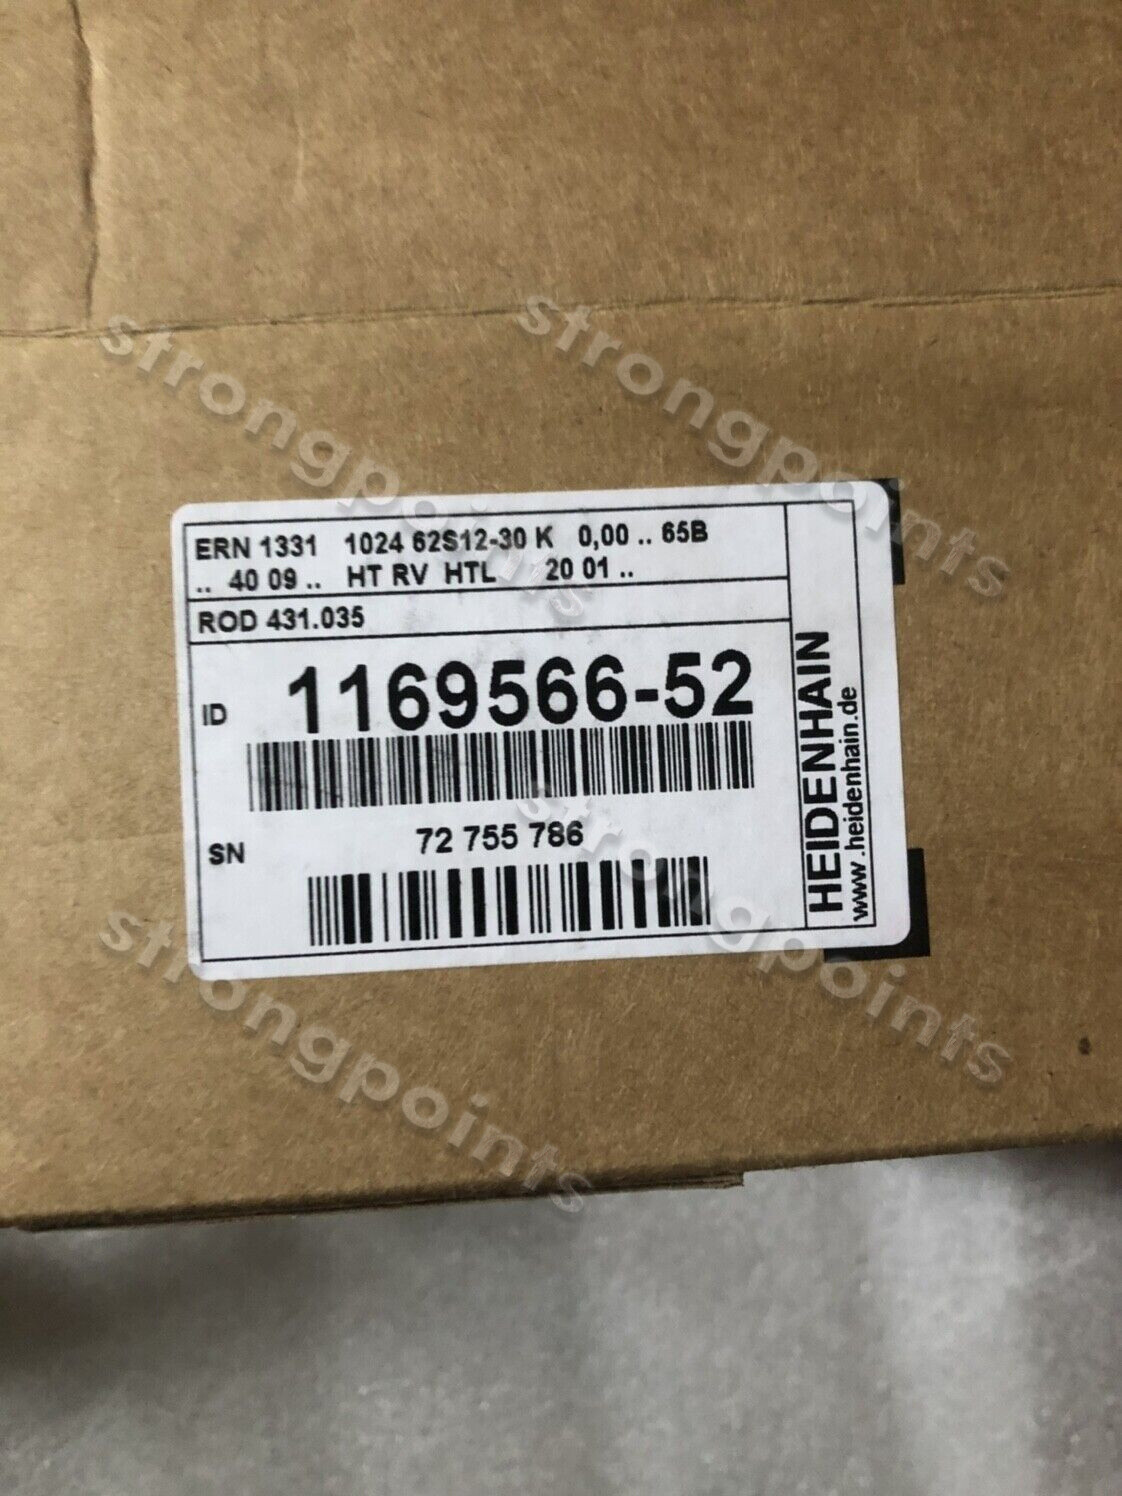 ERN 1331 1024 62S12-30 K 0,00 .. 65B
.. 40 09 .. HT RV HTL 20 01 ..
ROD 431.035
ID 1169566-52
SN 72 755 786
HEIDENHAIN
www.heidenhain.de
strongpoints
strongpoints
strongpoints
strongpoints